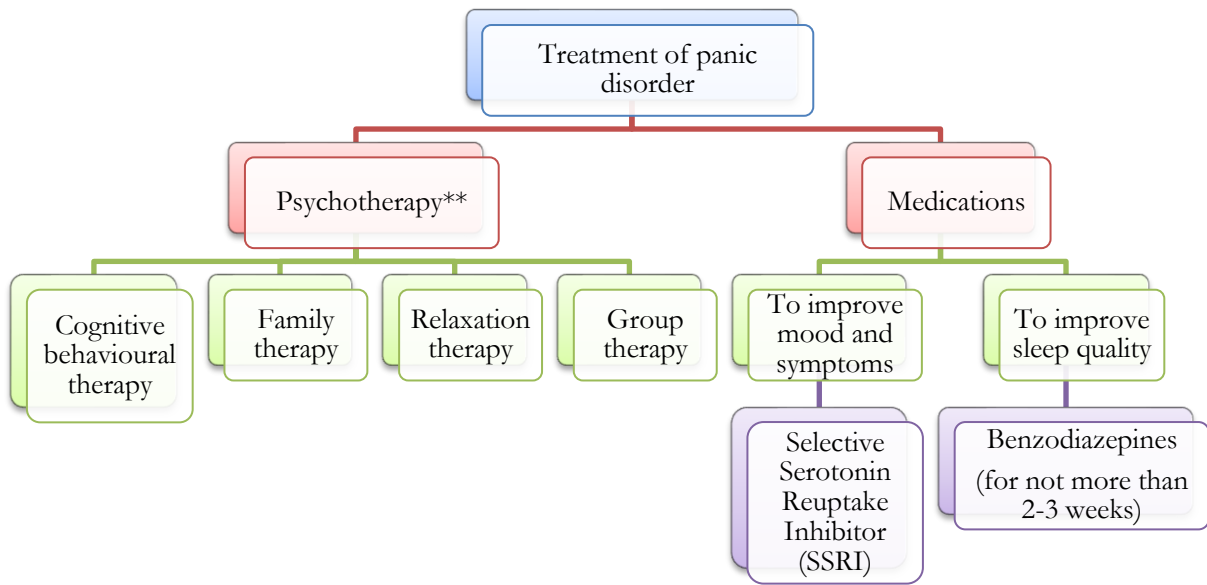 Treatment of panic
disorder
Psychotherapy**
Medications
Cognitive
behavioural
therapy
Family
therapy
Relaxation
therapy
Group
therapy
To improve
mood and
symptoms
To improve
sleep quality
Selective
Serotonin
Reuptake
Inhibitor
(SSRI)
Benzodiazepines
(for not more than
2-3 weeks)